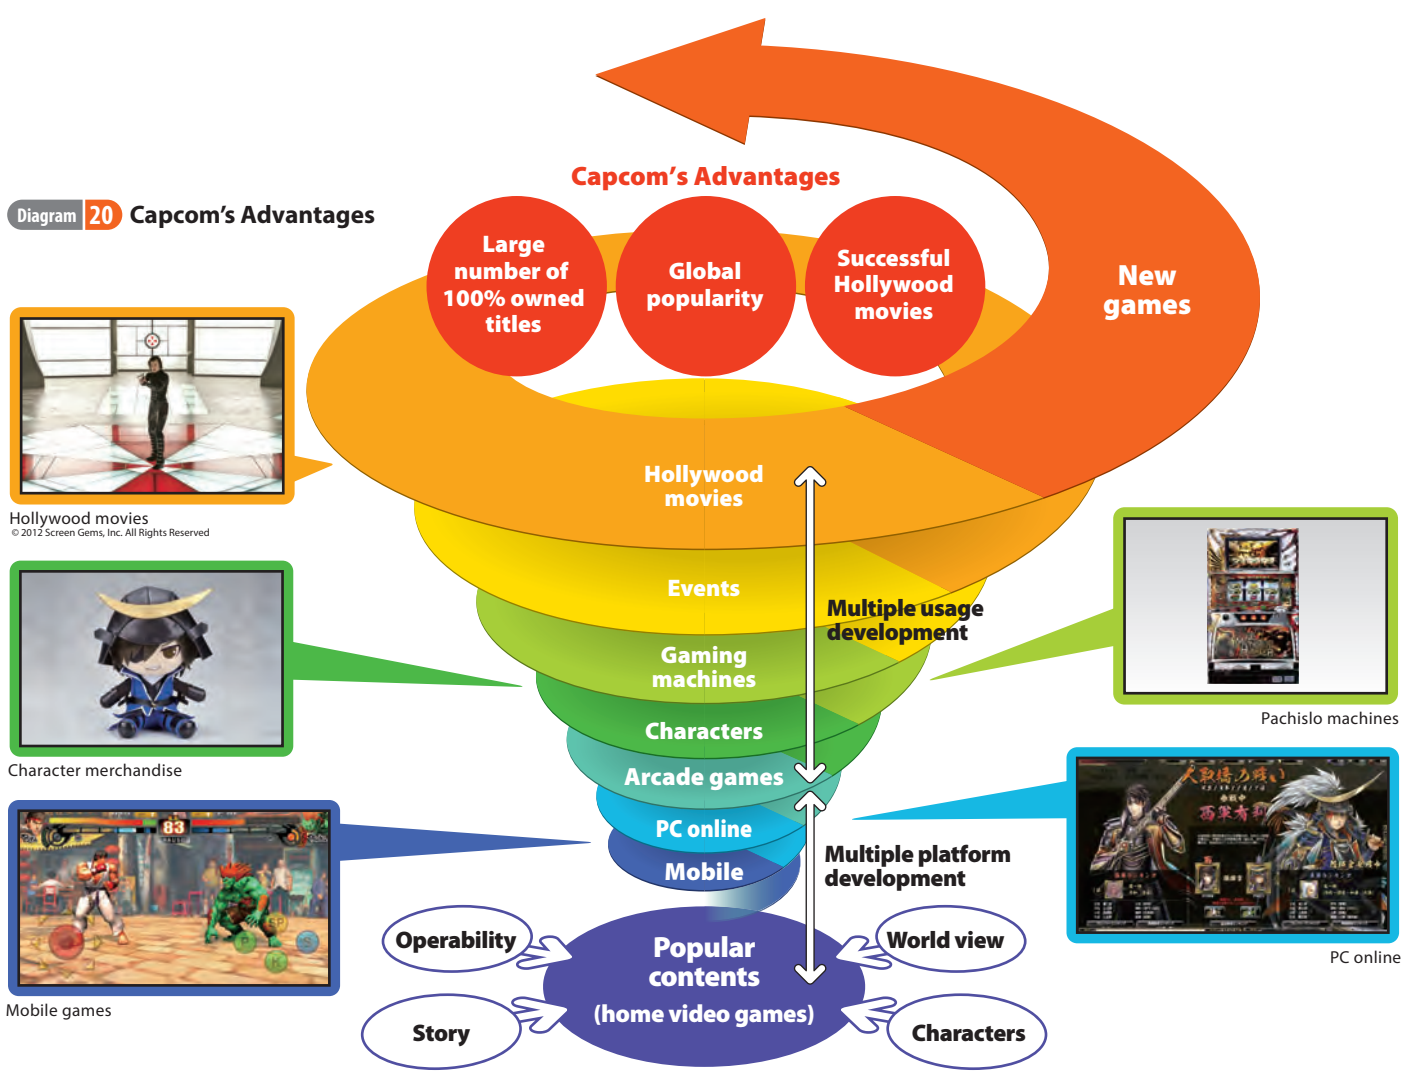 Capcom's Advantages
Diagram 20 Capcom's Advantages
Large
number of
100% owned
titles
Global
popularity
Successful
Hollywood
movies
New
games
Hollywood
movies
Hollywood movies
© 2012 Screen Gems, Inc. All Rights Reserved
Events
Multiple usage
development
Gaming
machines
Pachislo machines
Characters
Character merchandise
Arcade games
PC online
Mobile
Multiple platform
development
83
P
SP
S
K
Mobile games
PC online
Operability
World view
Popular
contents
(home video games)
Story
Characters